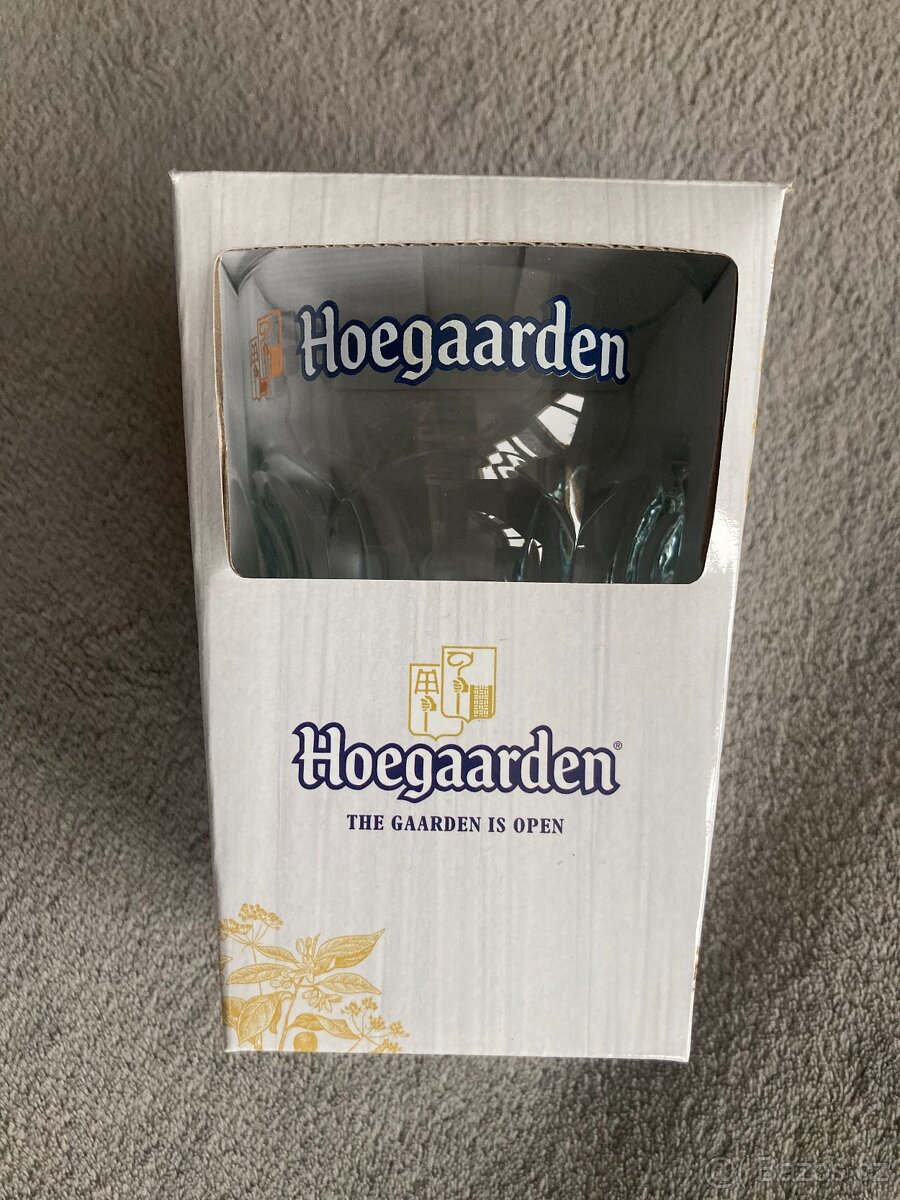 Hoegaarden
Hoegaarden®
THE GAARDEN IS OPEN
© Bazos.cz